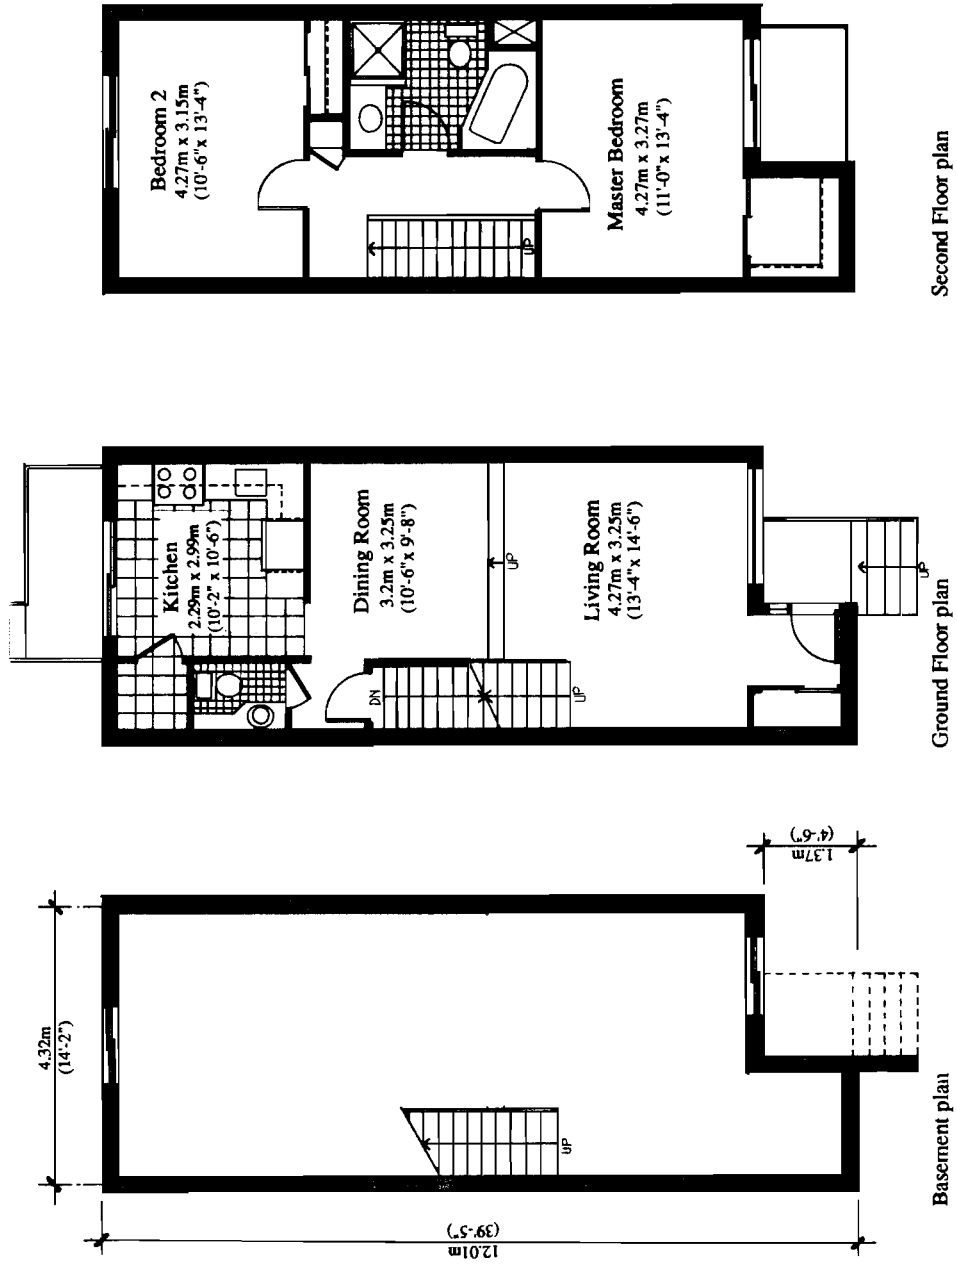 Bedroom 2
4.27m x 3.15m
(10'-6"x 13'-4")
Master Bedroom
4.27m x 3.27m
(11'-0"x 13'-4")
UP
Second Floor plan
Kitchen
2.29m x 2.99m
(10'-2" x 10'-6")
Dining Room
3.2m x 3.25m
(10'-6"x 9'-8")
UP
Living Room
4.27m x 3.25m
(13'-4" x 14'-6")
DN
UP
UP
Ground Floor plan
4.32m
(14'-2")
UP
1.37m
(4'-6")
12.01m
(39'-5")
Basement plan